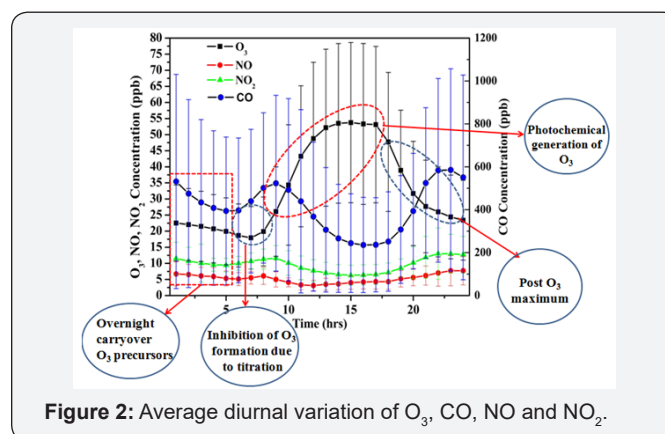 O₃
NO
NO₂
CO
80
75
70
65
60
55
50
45
40
35
30
25
20
15
10
5
0
O₃, NO, NO₂ Concentration (ppb)
1200
1000
800
600
400
200
0
CO Concentration (ppb)
5
10
15
20
Time (hrs)
Photochemical
generation of
O₃
Post O₃
maximum
Overnight
carryover
O₃ precursors
Inhibition of O₃
formation due
to titration
Figure 2: Average diurnal variation of O₃, CO, NO and NO₂.